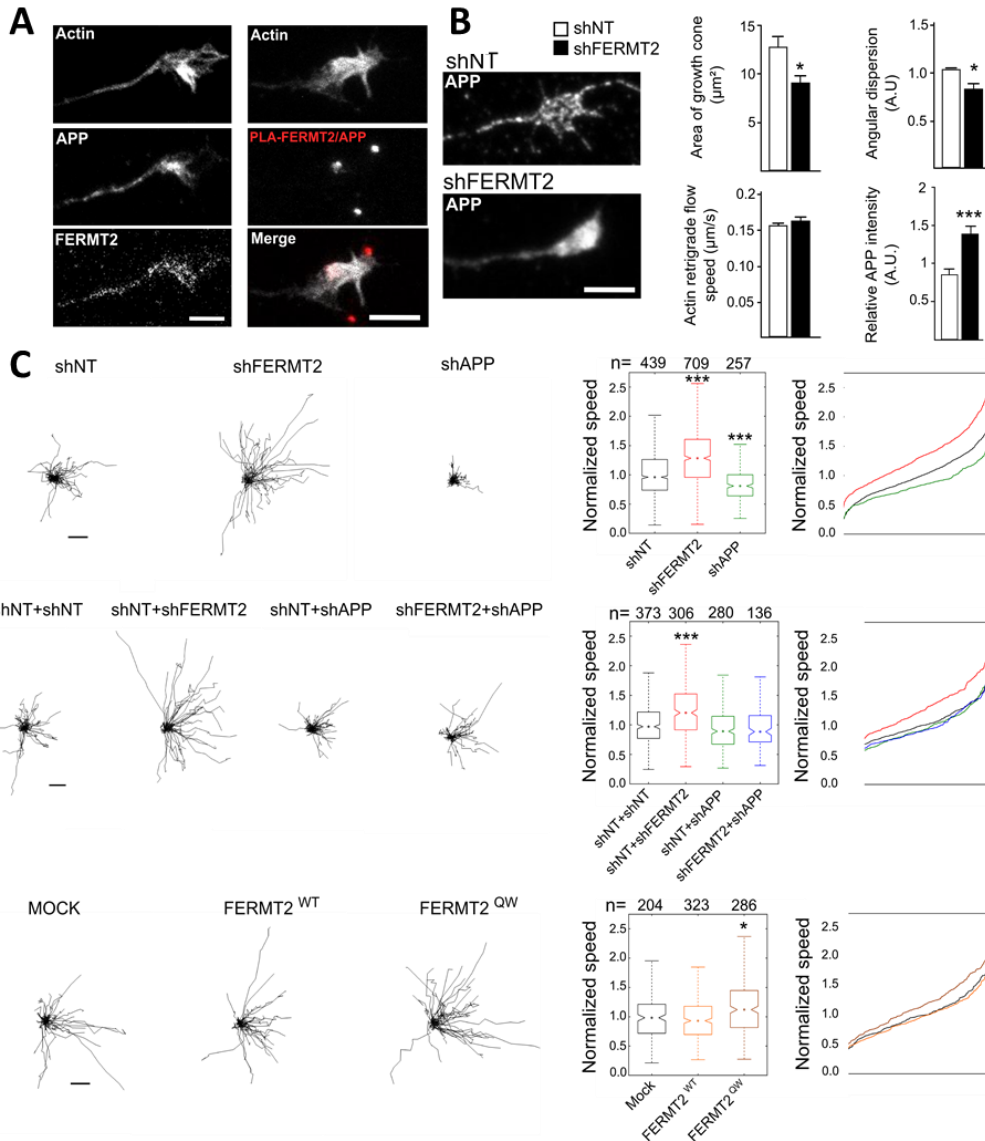 A
Actin
Actin
APP
PLA-FERMT2/APP
FERMT2
Merge
B
shNT
shFERMT2
shNT
APP
shFERMT2
APP
Area of growth cone
(µm²)
15
10
5
*
Angular dispersion
(A.U)
1.5
1.0
0.5
*
Actin retrigrade flow
speed (µm/s)
0.2
0.15
0.10
0.05
Relative APP intensity
(A.U.)
2
1.5
1
0.5
***
C
shNT
shFERMT2
shAPP
n= 439 709 257
Normalized speed
2.5
2.0
1.5
1.0
0.5
0.0
***
***
shNT
shFERMT2
shAPP
Normalized speed
2.5
2.0
1.5
1.0
0.5
0.0
hNT+shNT
shNT+shFERMT2
shNT+shAPP
shFERMT2+shAPP
n= 373 306 280 136
Normalized speed
2.5
2.0
1.5
1.0
0.5
0.0
***
shNT+shNT
shNT+shFERMT2
shNT+shAPP
shFERMT2+shAPP
Normalized speed
2.5
2.0
1.5
1.0
0.5
0.0
MOCK
FERMT2 WT
FERMT2 QW
n= 204 323 286
Normalized speed
2.5
2.0
1.5
1.0
0.5
0.0
*
Mock
FERMT2 WT
FERMT2 QW
Normalized speed
2.5
2.0
1.5
1.0
0.5
0.0